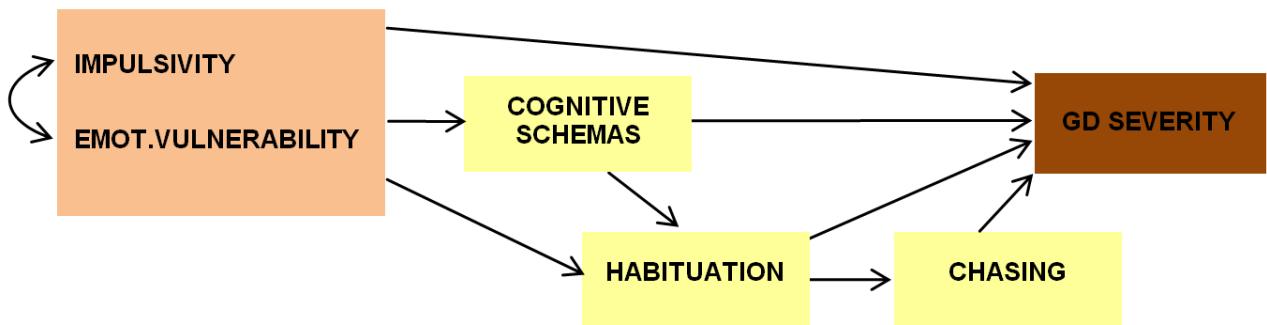 IMPULSIVITY
EMOT.VULNERABILITY
COGNITIVE
SCHEMAS
GD SEVERITY
HABITUATION
CHASING